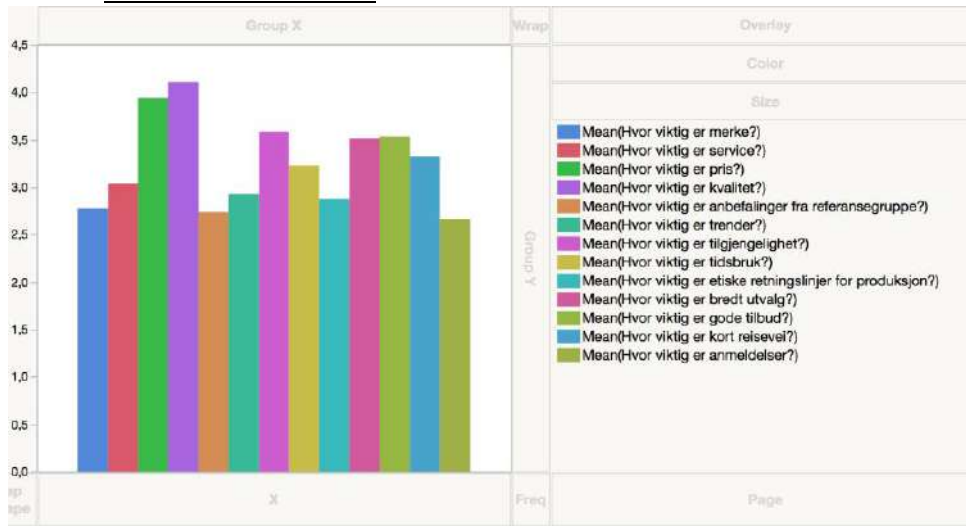 Group X
Wrap
Overlay
Color
Size
4,5
4,0
3,5
3,0
2,5
2,0
1,5
1,0
0,5
0,0
Group Y
Mean(Hvor viktig er merke?)
Mean(Hvor viktig er service?)
Mean(Hvor viktig er pris?)
Mean(Hvor viktig er kvalitet?)
Mean(Hvor viktig er anbefalinger fra referansegruppe?)
Mean(Hvor viktig er trender?)
Mean(Hvor viktig er tilgjengelighet?)
Mean(Hvor viktig er tidsbruk?)
Mean(Hvor viktig er etiske retningslinjer for produksjon?)
Mean(Hvor viktig er bredt utvalg?)
Mean(Hvor viktig er gode tilbud?)
Mean(Hvor viktig er kort reisevei?)
Mean(Hvor viktig er anmeldelser?)
X
Freq
Page